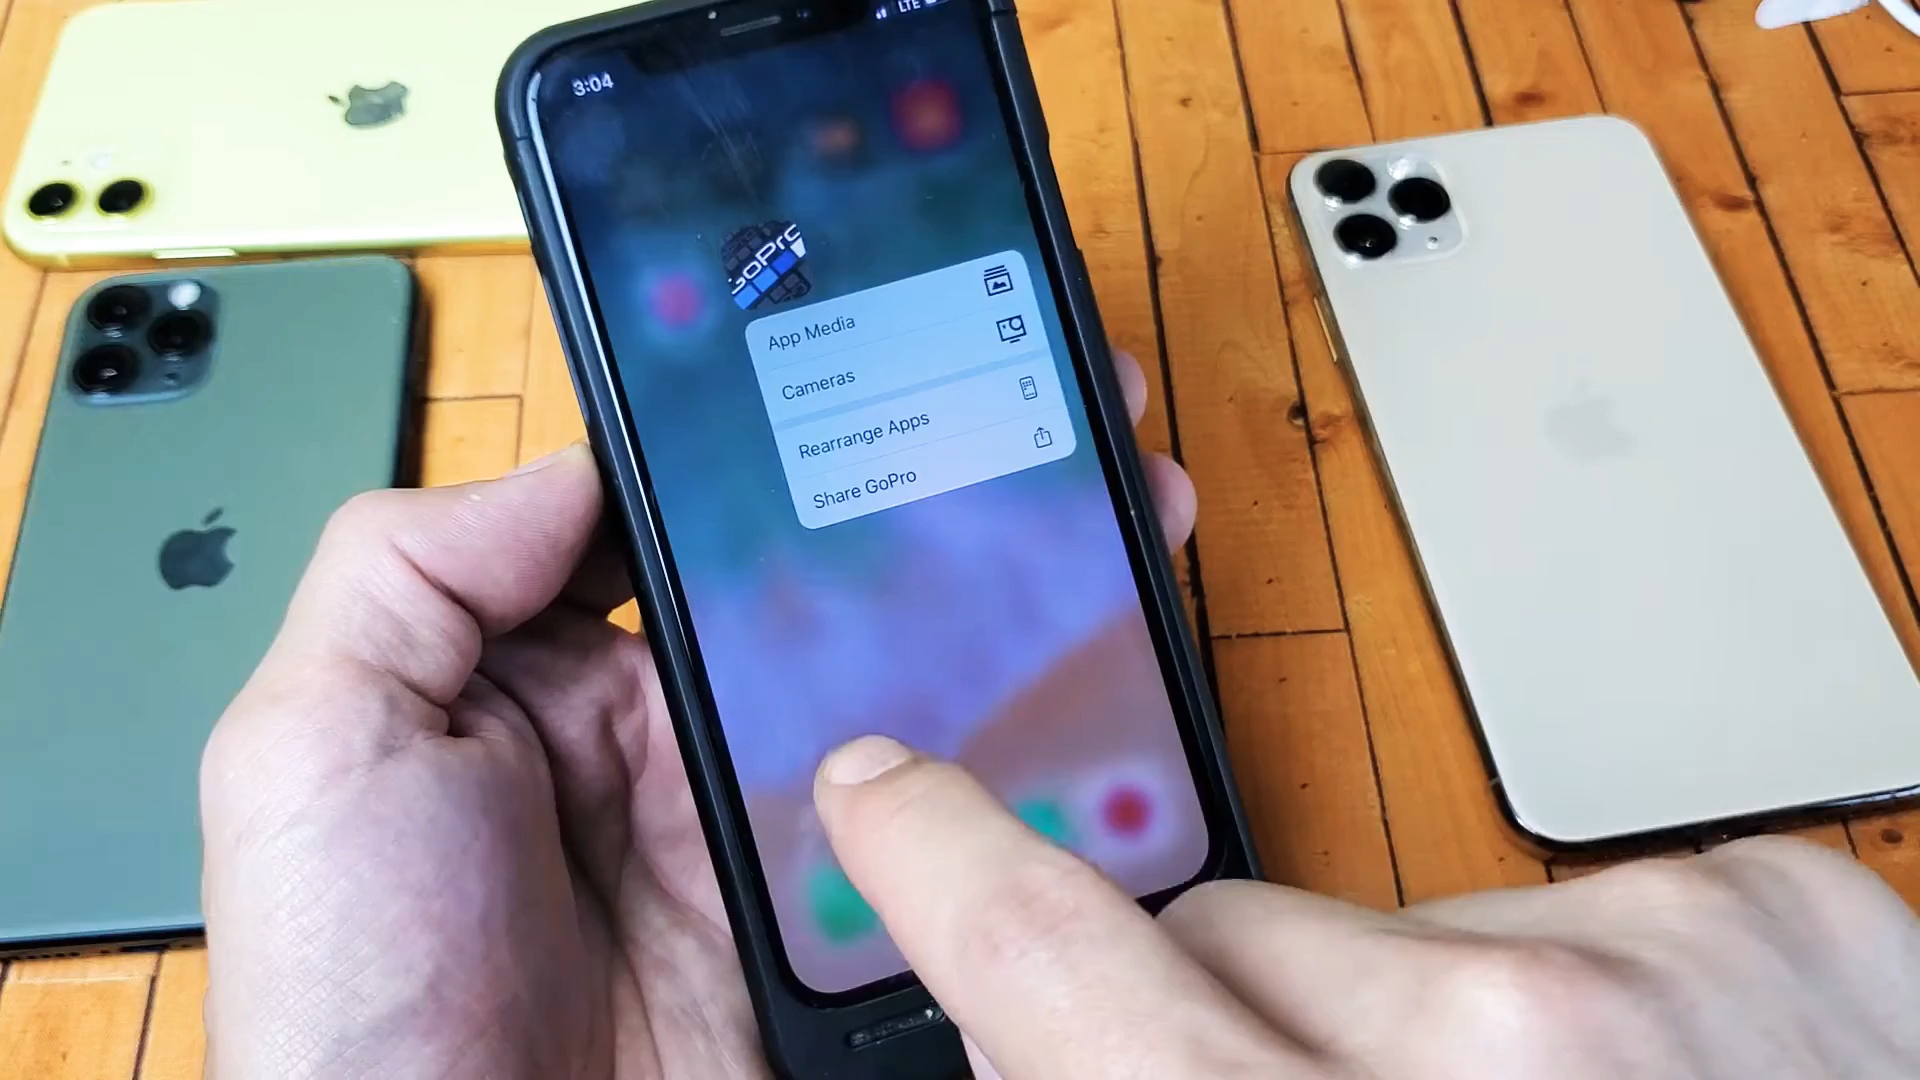 LTE
3:04
GoPro
App Media
Cameras
Rearrange Apps
Share GoPro